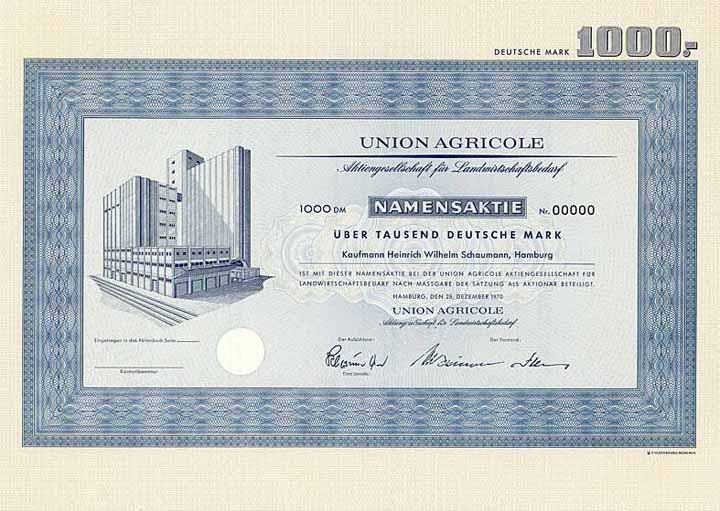 DEUTSCHE MARK 1000,-
UNION AGRICOLE
Aktiengesellschaft für Landwirtschaftsbedarf
1000 DM NAMENSAKTIE Nr. 00000
ÜBER TAUSEND DEUTSCHE MARK
Kaufmann Heinrich Wilhelm Schaumann, Hamburg
IST MIT DIESER NAMENSAKTIE BEI DER UNION AGRICOLE AKTIENGESELLSCHAFT FÜR
LANDWIRTSCHAFTSBEDARF NACH MASSGABE DER SATZUNG ALS AKTIONÄR BETEILIGT.
HAMBURG, DEN 28. DEZEMBER 1970
UNION AGRICOLE
Aktiengesellschaft für Landwirtschaftsbedarf
Eingetragen in das Aktienbuch Seite
Der Aufsichtsrat:
Der Vorstand:
Vorsitzender
Kontrollbeamter